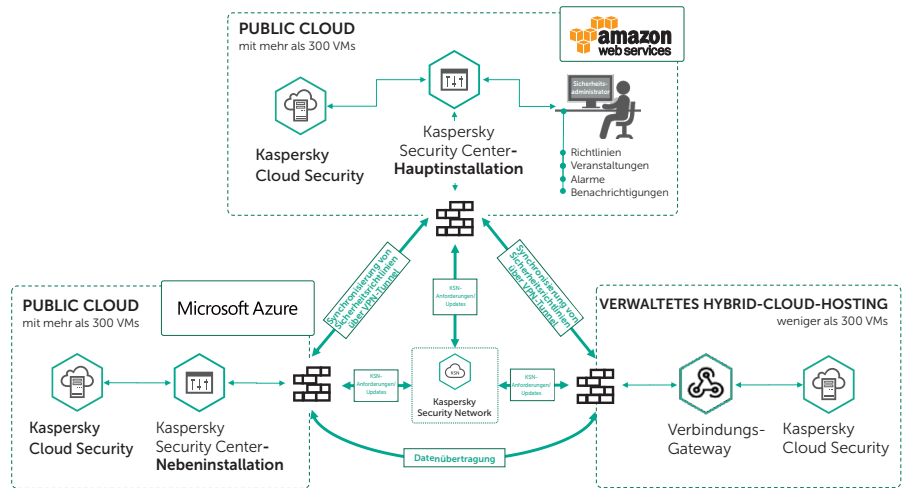 PUBLIC CLOUD
mit mehr als 300 VMs
amazon
web services
Sicherheits-
administrator
Kaspersky
Cloud Security
Kaspersky
Security Center-
Hauptinstallation
Richtlinien
Veranstaltungen
Alarme
Benachrichtigungen
Synchronisierung von
Sicherheitsrichtlinien
über VPN-Tunnel
KSN-
Anforderungen/
Updates
Synchronisierung von
Sicherheitsrichtlinien
über VPN-Tunnel
PUBLIC CLOUD
mit mehr als 300 VMs
Microsoft Azure
Kaspersky
Cloud Security
Kaspersky
Security Center-
Nebeninstallation
KSN-
Anforderungen/
Updates
KSN
Kaspersky
Security Network
KSN-
Anforderungen/
Updates
Datenübertragung
VERWALTETES HYBRID-CLOUD-HOSTING
weniger als 300 VMs
Verbindungs-
Gateway
Kaspersky
Cloud Security